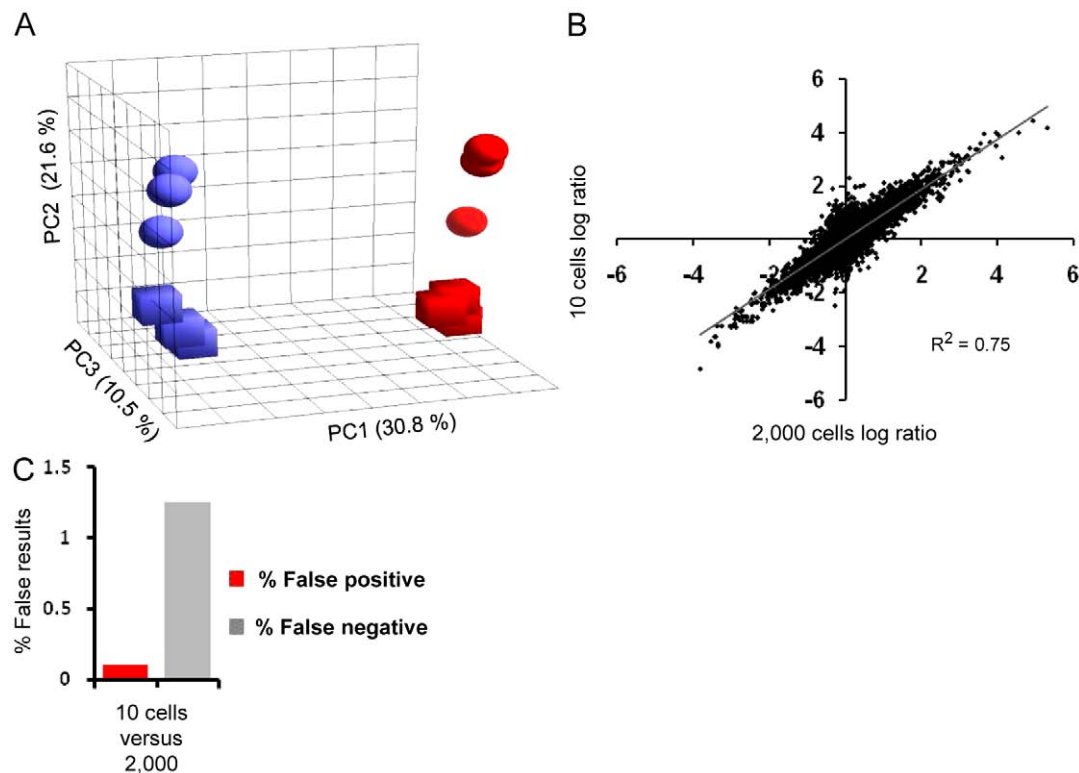 A
PC2 (21.6 %)
PC3 (10.5 %)
PC1 (30.8 %)
B
10 cells log ratio
6
4
2
-6
-4
-2
0
2
4
6
-2
-4
-6
R² = 0.75
2,000 cells log ratio
C
% False results
1.5
1
0.5
0
% False positive
% False negative
10 cells
versus
2,000